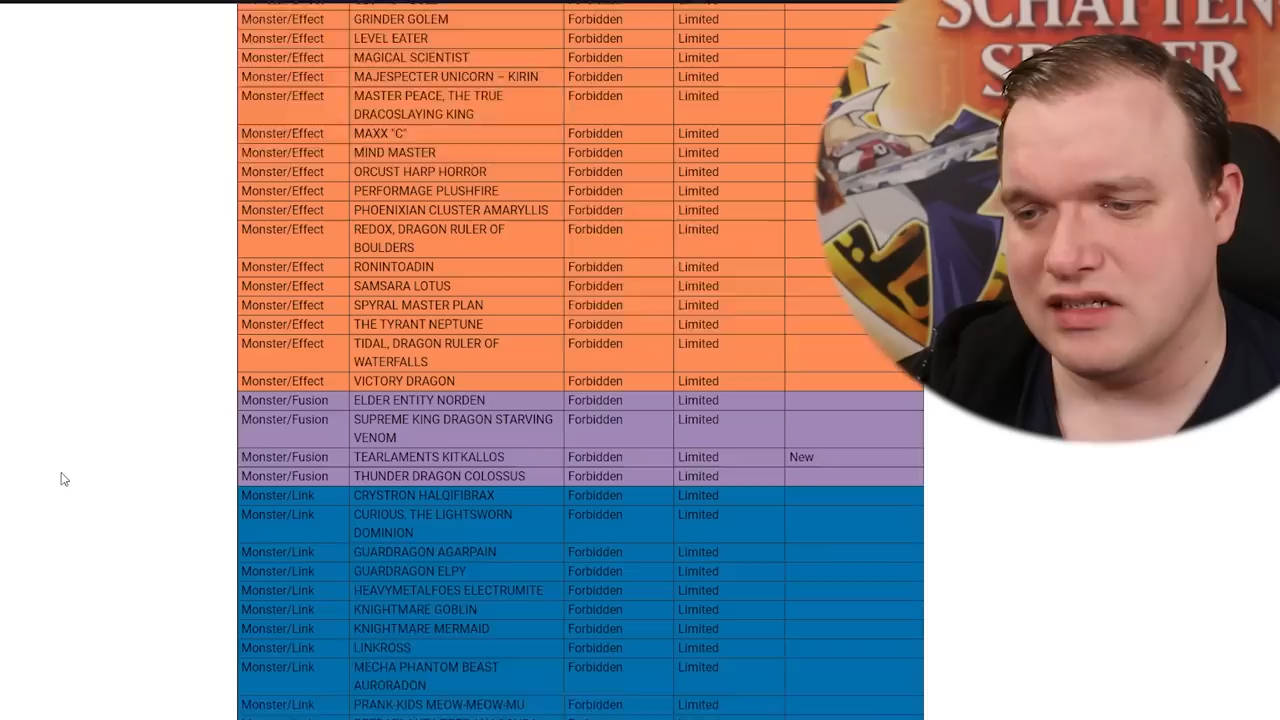 SCHATTEN-
Monster/Effect GRINDER GOLEM Forbidden Limited
Monster/Effect LEVEL EATER Forbidden Limited
Monster/Effect MAGICAL SCIENTIST Forbidden Limited
Monster/Effect MAJESPECTER UNICORN – KIRIN Forbidden Limited
Monster/Effect MASTER PEACE, THE TRUE Forbidden Limited
DRACOSLAYING KING
Monster/Effect MAXX "C" Forbidden Limited
Monster/Effect MIND MASTER Forbidden Limited
Monster/Effect ORCUST HARP HORROR Forbidden Limited
Monster/Effect PERFORMAGE PLUSHFIRE Forbidden Limited
Monster/Effect PHOENIXIAN CLUSTER AMARYLLIS Forbidden Limited
Monster/Effect REDOX, DRAGON RULER OF Forbidden Limited
BOULDERS
Monster/Effect RONINTOADIN Forbidden Limited
Monster/Effect SAMSARA LOTUS Forbidden Limited
Monster/Effect SPYRAL MASTER PLAN Forbidden Limited
Monster/Effect THE TYRANT NEPTUNE Forbidden Limited
Monster/Effect TIDAL, DRAGON RULER OF Forbidden Limited
WATERFALLS
Monster/Effect VICTORY DRAGON Forbidden Limited
Monster/Fusion ELDER ENTITY NORDEN Forbidden Limited
Monster/Fusion SUPREME KING DRAGON STARVING Forbidden Limited
VENOM
Monster/Fusion TEARLAMENTS KITKALLOS Forbidden Limited New
Monster/Fusion THUNDER DRAGON COLOSSUS Forbidden Limited
Monster/Link CRYSTRON HALQIFIBRAX Forbidden Limited
Monster/Link CURIOUS, THE LIGHTSWORN Forbidden Limited
DOMINION
Monster/Link GUARDRAGON AGARPAIN Forbidden Limited
Monster/Link GUARDRAGON ELPY Forbidden Limited
Monster/Link HEAVYMETALFOES ELECTRUMITE Forbidden Limited
Monster/Link KNIGHTMARE GOBLIN Forbidden Limited
Monster/Link KNIGHTMARE MERMAID Forbidden Limited
Monster/Link LINKROSS Forbidden Limited
Monster/Link MECHA PHANTOM BEAST Forbidden Limited
AURORADON
Monster/Link PRANK-KIDS MEOW-MEOW-MU Forbidden Limited